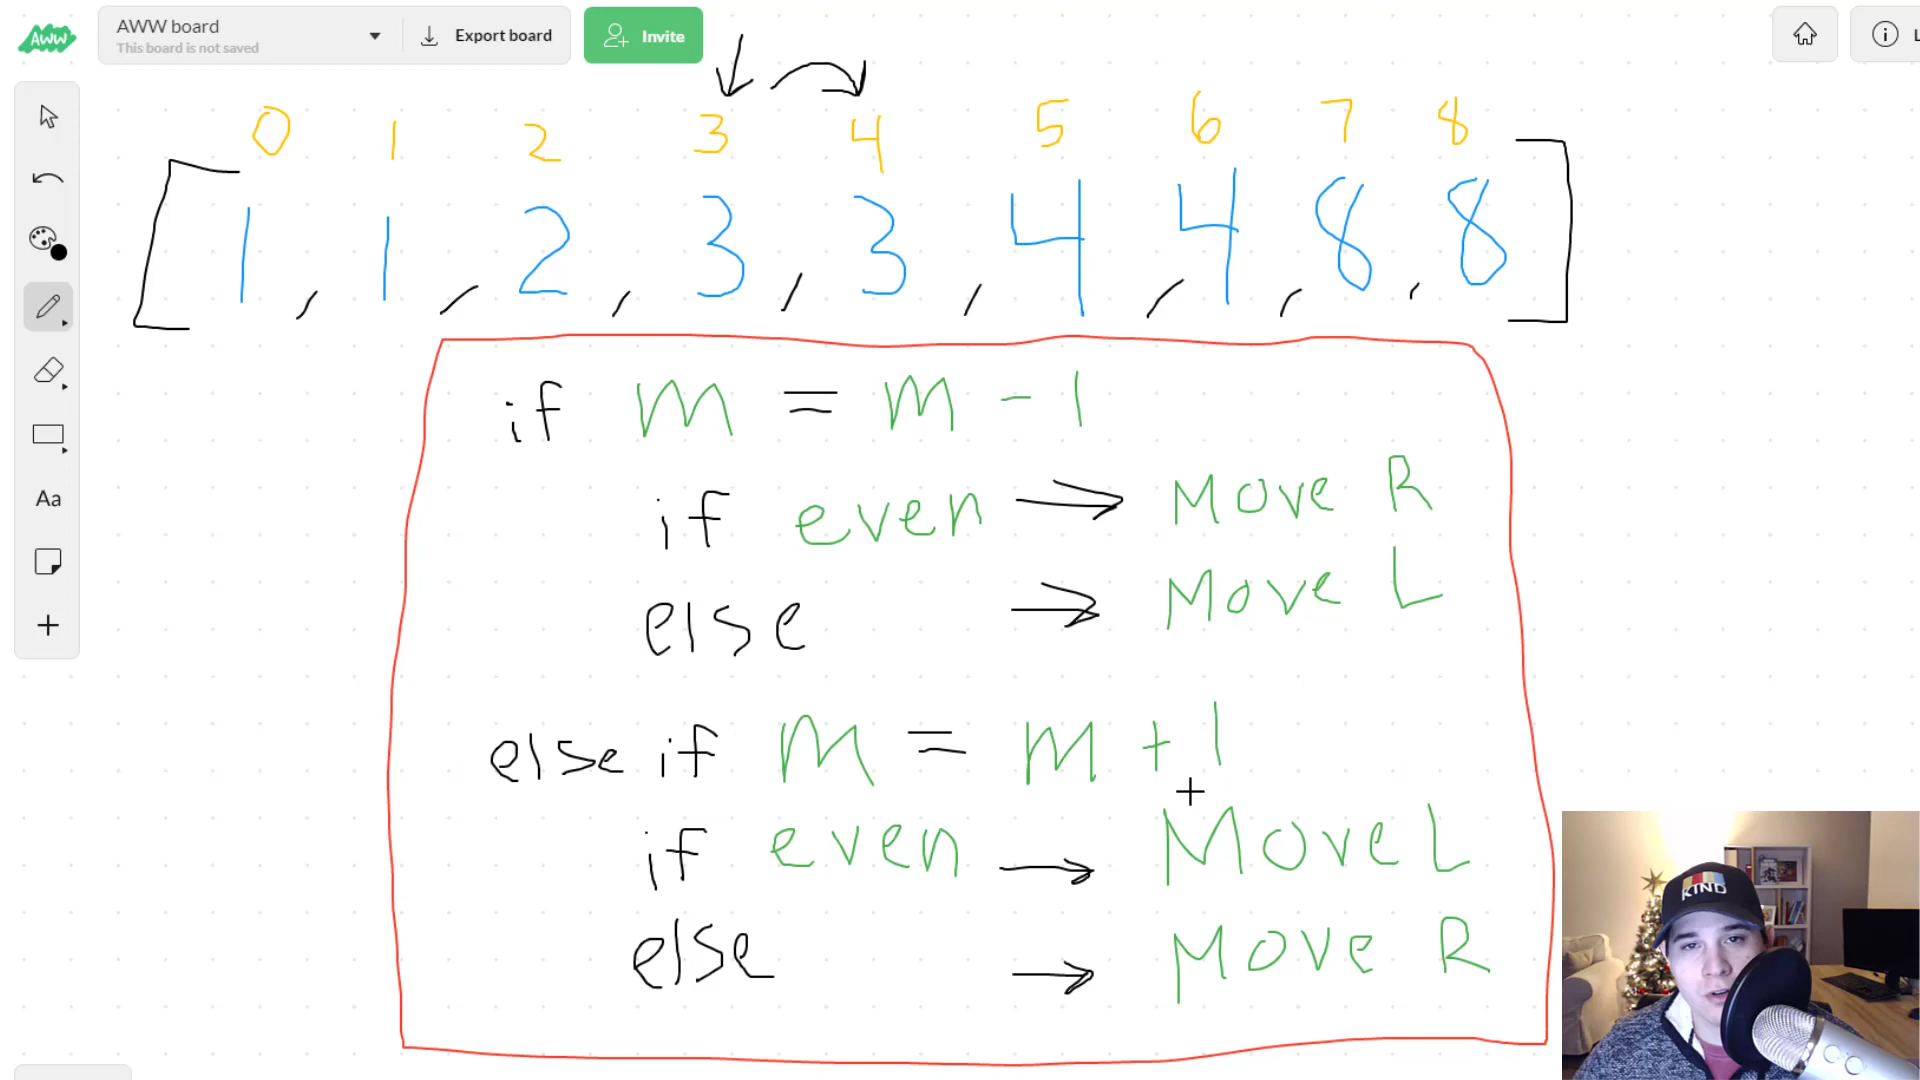 AWW
AWW board
This board is not saved
Export board
Invite
L
Aa
0 1 2 3 4 5 6 7 8
[1, 1, 2, 3, 3, 4, 4, 8, 8]
if m = m - 1
if even → Move R
else → Move L
else if m = m + 1
if even → Move L
else → Move R
KIND